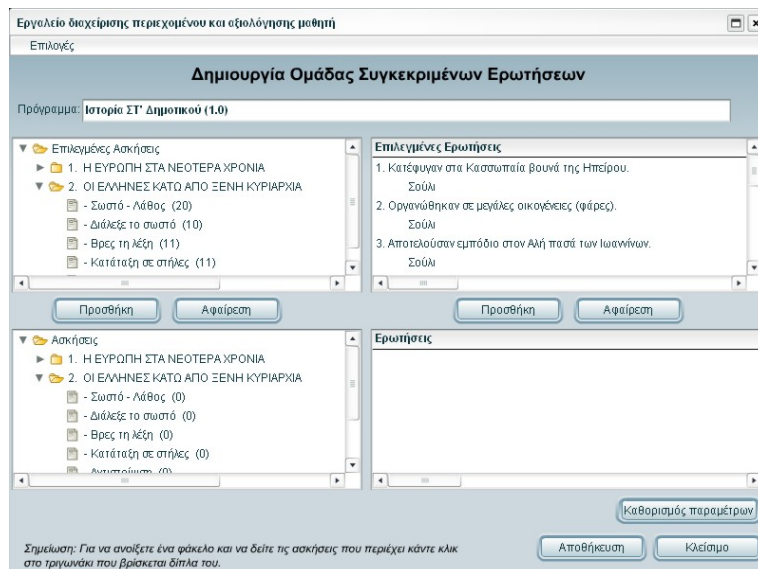 Εργαλείο διαχείρισης περιεχομένου και αξιολόγησης μαθητή
Επιλογές
Δημιουργία Ομάδας Συγκεκριμένων Ερωτήσεων
Πρόγραμμα: Ιστορία ΣΤ' Δημοτικού (1.0)
Επιλεγμένες Ασκήσεις
1. Η ΕΥΡΩΠΗ ΣΤΑ ΝΕΟΤΕΡΑ ΧΡΟΝΙΑ
2. ΟΙ ΕΛΛΗΝΕΣ ΚΑΤΩ ΑΠΟ ΞΕΝΗ ΚΥΡΙΑΡΧΙΑ
- Σωστό - Λάθος (20)
- Διάλεξε το σωστό (10)
- Βρες τη λέξη (11)
- Κατάταξη σε στήλες (11)
Προσθήκη
Αφαίρεση
Επιλεγμένες Ερωτήσεις
1. Κατέφυγαν στα Κασσωπαία βουνά της Ηπείρου.
Σούλι
2. Οργανώθηκαν σε μεγάλες οικογένειες (φάρες).
Σούλι
3. Αποτελούσαν εμπόδιο στον Αλή πασά των Ιωαννίνων.
Σούλι
Προσθήκη
Αφαίρεση
Ασκήσεις
1. Η ΕΥΡΩΠΗ ΣΤΑ ΝΕΟΤΕΡΑ ΧΡΟΝΙΑ
2. ΟΙ ΕΛΛΗΝΕΣ ΚΑΤΩ ΑΠΟ ΞΕΝΗ ΚΥΡΙΑΡΧΙΑ
- Σωστό - Λάθος (0)
- Διάλεξε το σωστό (0)
- Βρες τη λέξη (0)
- Κατάταξη σε στήλες (0)
- Αντιστοίχιση (0)
Ερωτήσεις
Καθορισμός παραμέτρων
Σημείωση: Για να ανοίξετε ένα φάκελο και να δείτε τις ασκήσεις που περιέχει κάντε κλικ
στο τριγωνάκι που βρίσκεται δίπλα του.
Αποθήκευση
Κλείσιμο